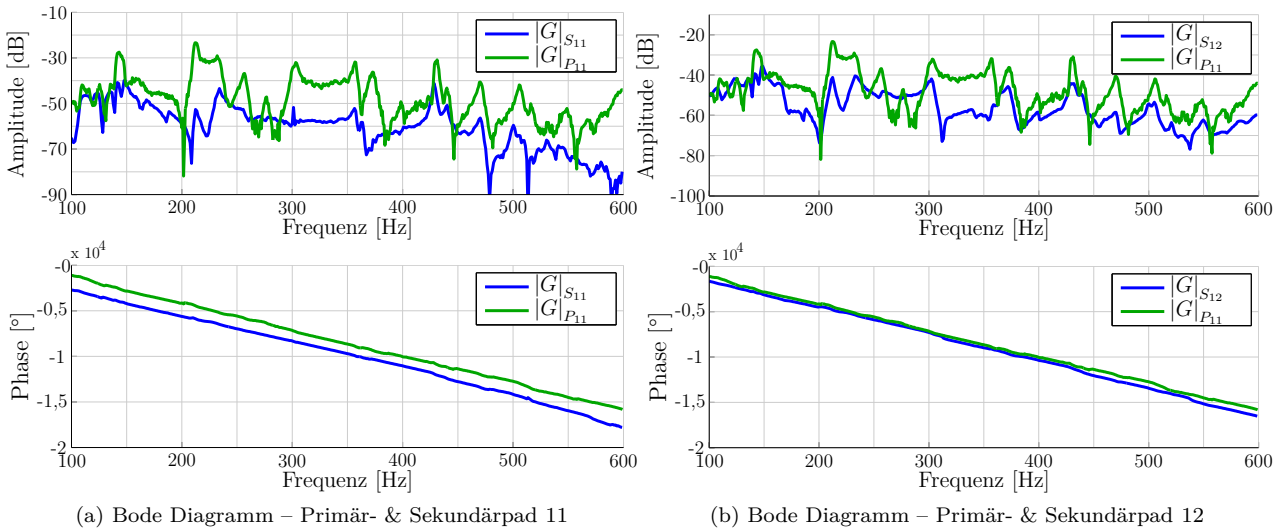 -10
-30
-50
-70
-90
Amplitude [dB]
|G|S11
|G|P11
100 200 300 400 500 600
Frequenz [Hz]
x 10^4
-0
-0,5
-1
-1,5
-2
Phase [°]
|G|S11
|G|P11
100 200 300 400 500 600
Frequenz [Hz]
(a) Bode Diagramm – Primär- & Sekundärpad 11
-20
-40
-60
-80
-100
Amplitude [dB]
|G|S12
|G|P11
100 200 300 400 500 600
Frequenz [Hz]
x 10^4
-0
-0,5
-1
-1,5
-2
Phase [°]
|G|S12
|G|P11
100 200 300 400 500 600
Frequenz [Hz]
(b) Bode Diagramm – Primär- & Sekundärpad 12